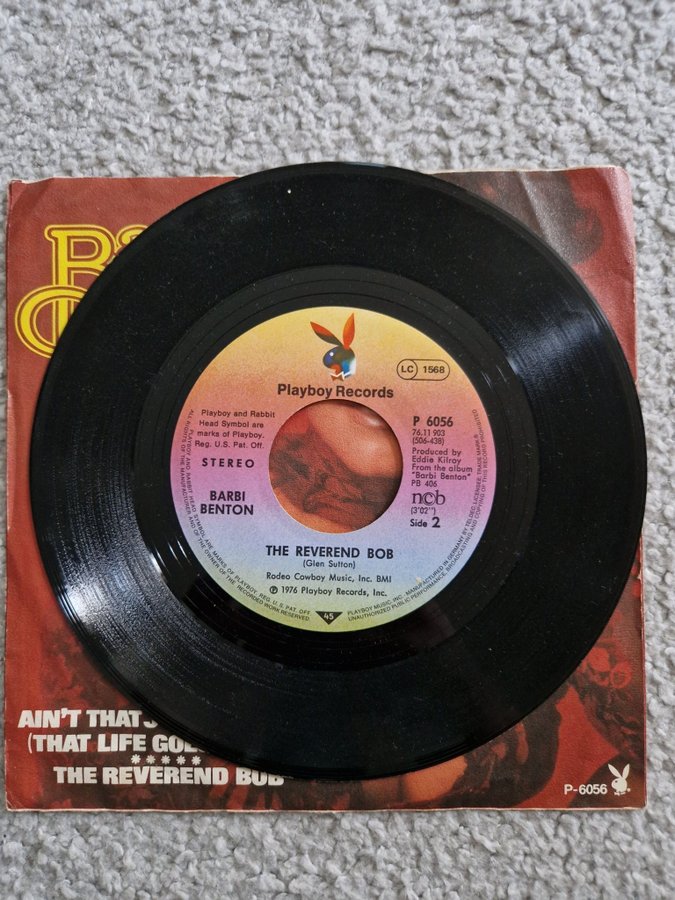 B
Playboy Records
LC 1568
Playboy and Rabbit
Head Symbol are
marks of Playboy.
Reg. U.S. Pat. Off.
STEREO
BARBI
BENTON
P 6056
76.11 903
(506-438)
Produced by
Eddie Kilroy
From the album
"Barbi Benton"
PB 406
ncb
(3'02'')
Side 2
THE REVEREND BOB
(Glen Sutton)
Rodeo Cowboy Music, Inc. BMI
℗ 1976 Playboy Records, Inc.
45
AIN'T THAT
(THAT LIFE
*****
THE REVEREND BOB
P-6056